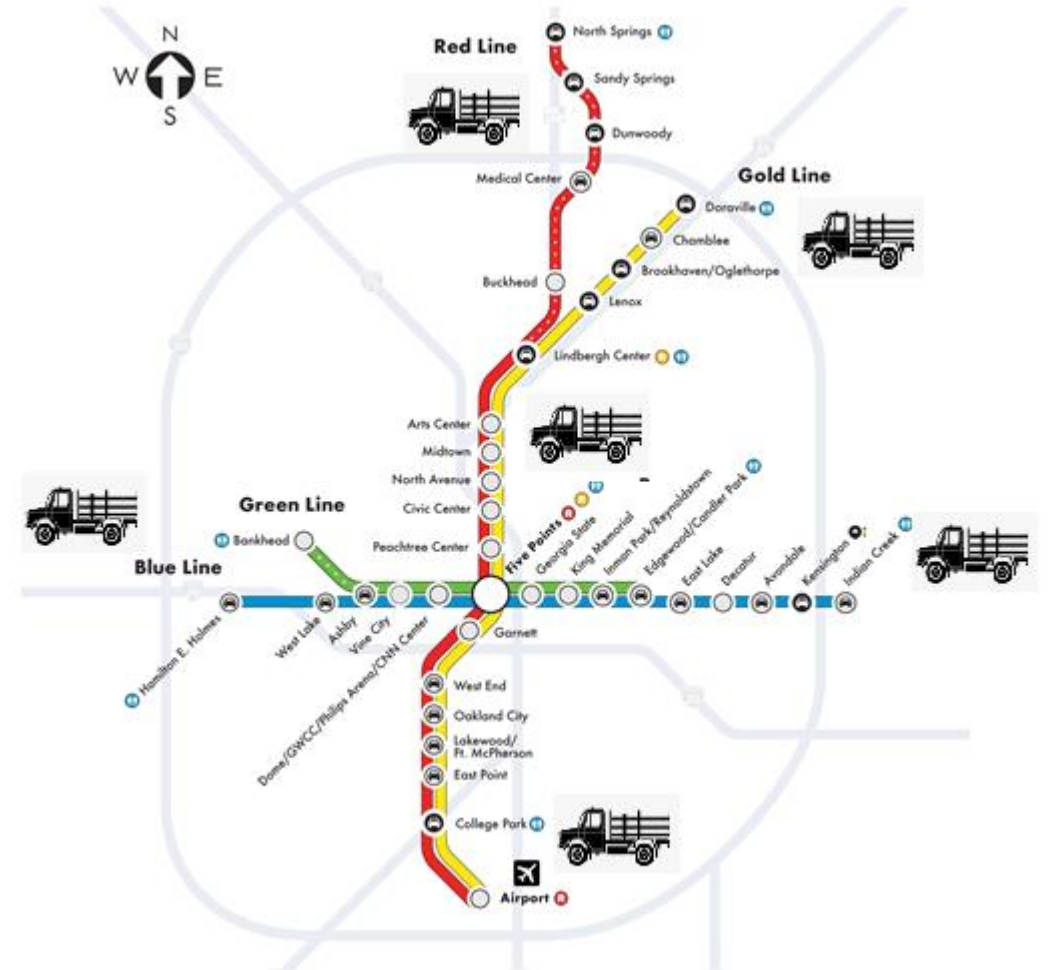 N
W E
S
Red Line
North Springs
Sandy Springs
Dunwoody
Medical Center
Gold Line
Doraville
Chamblee
Brookhaven/Oglethorpe
Buckhead
Lenox
Lindbergh Center
Arts Center
Midtown
North Avenue
Civic Center
Peachtree Center
Green Line
Bankhead
Blue Line
Hamilton E. Holmes
West Lake
Ashby
Vine City
Dome/GWCC/Philips Arena/CNN Center
Five Points
Georgia State
King Memorial
Inman Park/Reynoldstown
Edgewood/Candler Park
East Lake
Decatur
Avondale
Kensington
Indian Creek
Garnett
West End
Oakland City
Lakewood/
Ft. McPherson
East Point
College Park
Airport R